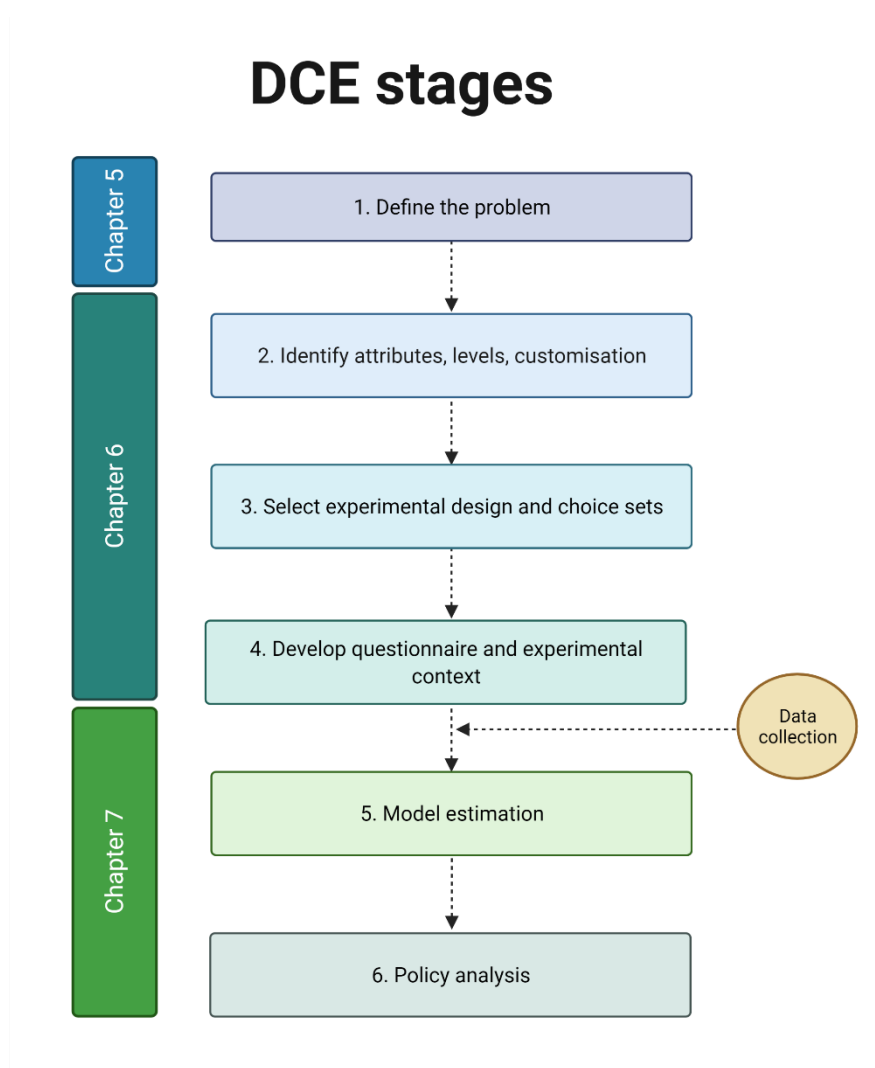 DCE stages
Chapter 5
1. Define the problem
Chapter 6
2. Identify attributes, levels, customisation
3. Select experimental design and choice sets
4. Develop questionnaire and experimental
context
Data
collection
Chapter 7
5. Model estimation
6. Policy analysis